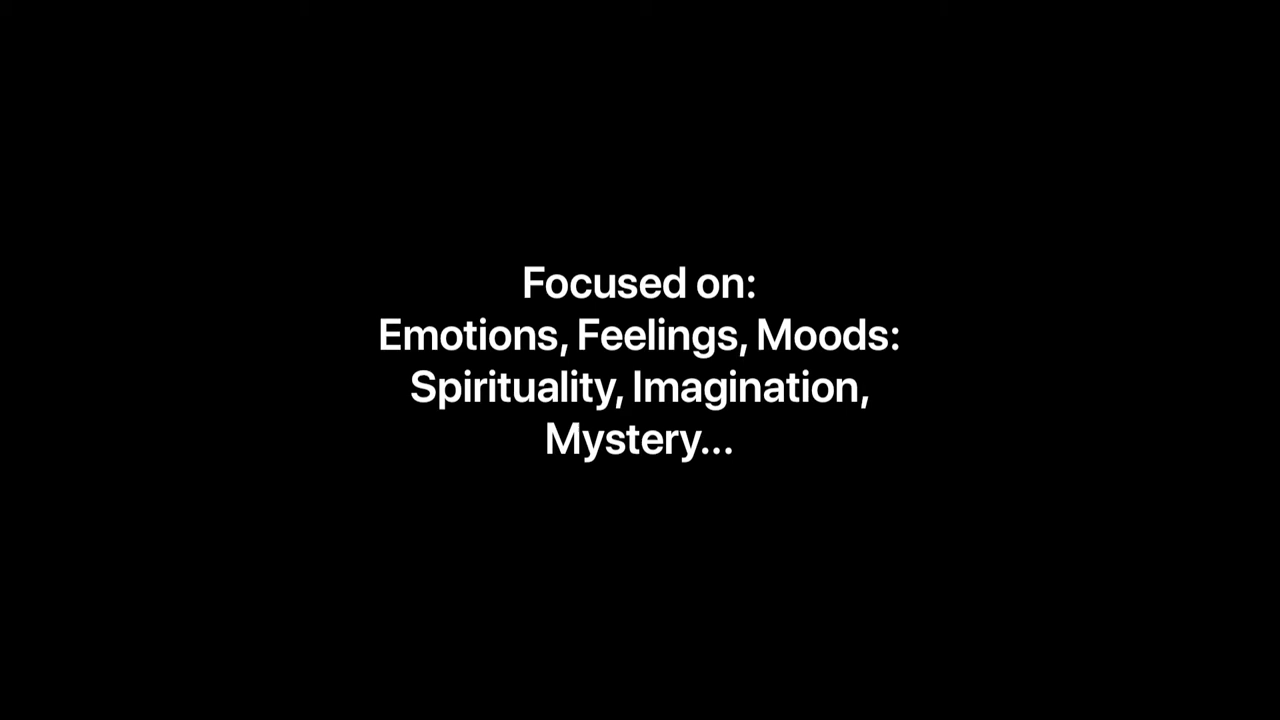 Focused on:
Emotions, Feelings, Moods:
Spirituality, Imagination,
Mystery...